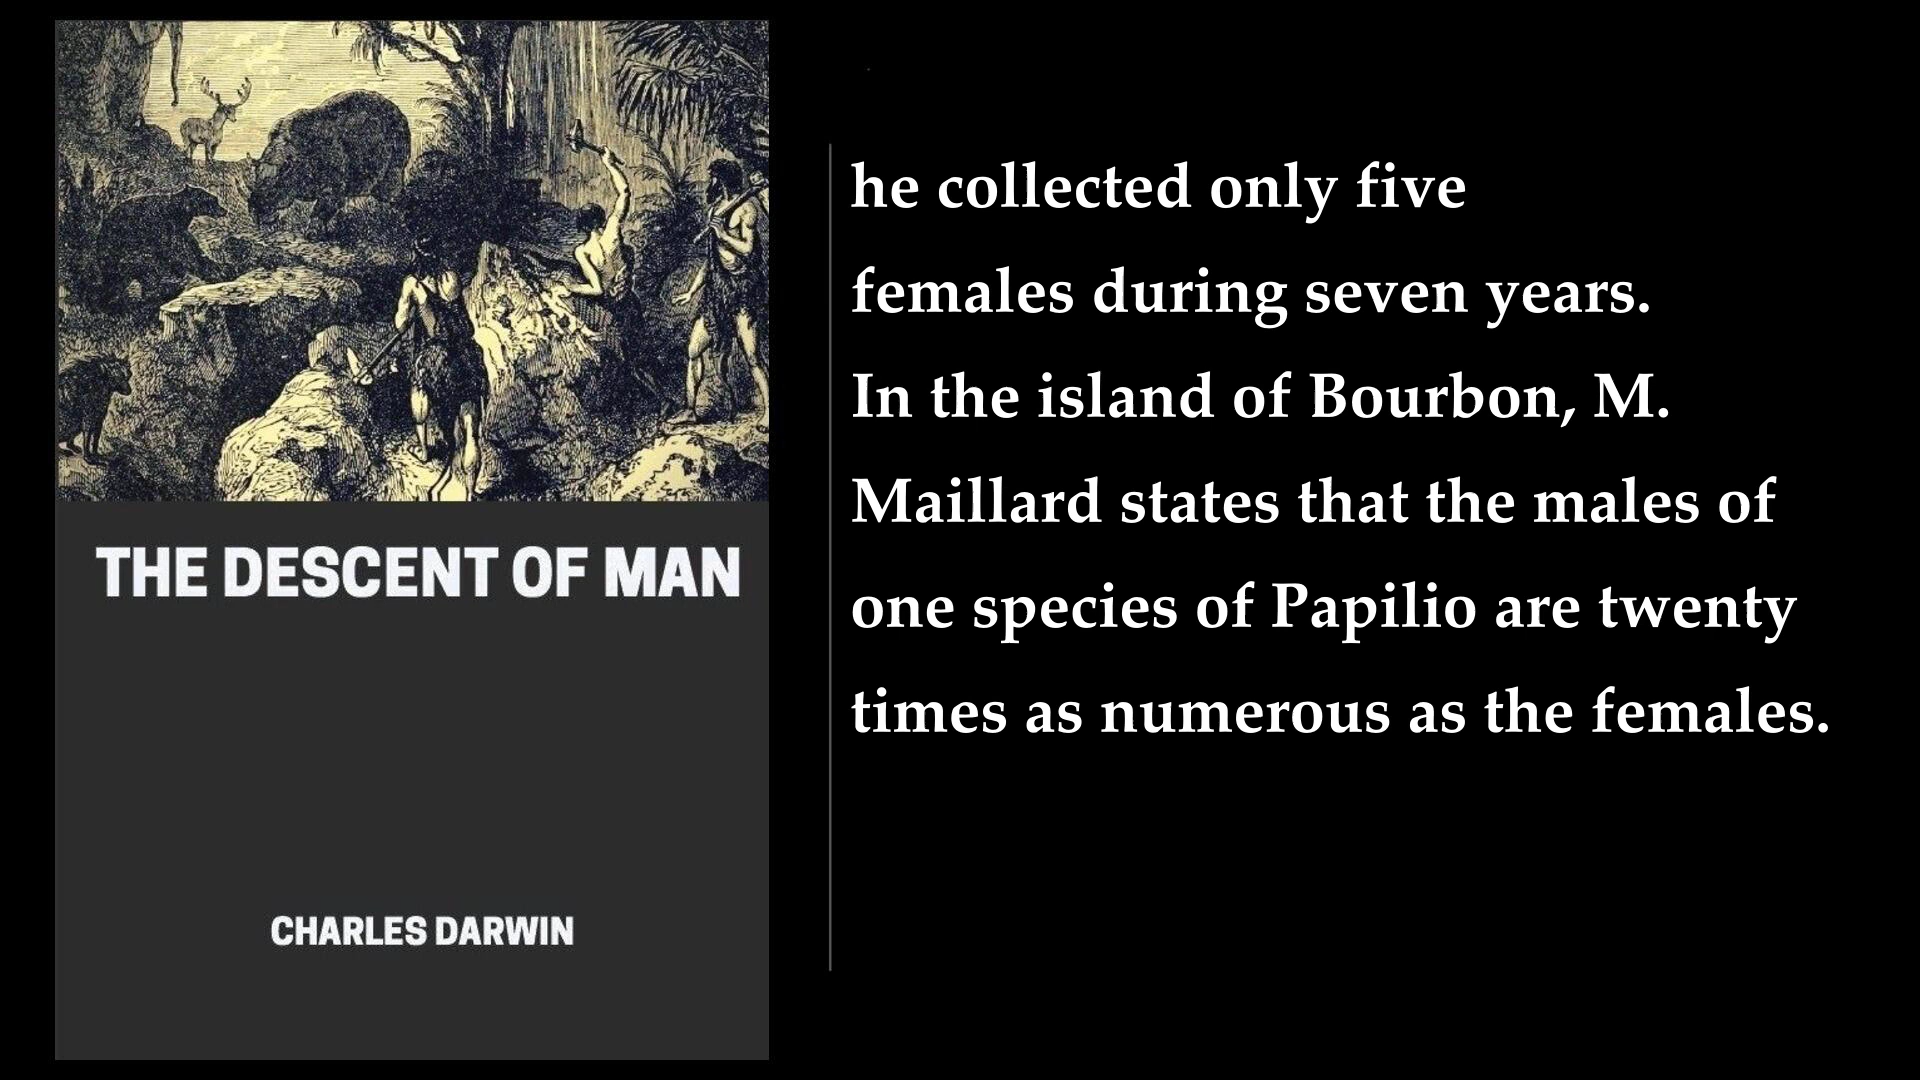 THE DESCENT OF MAN
CHARLES DARWIN
he collected only five
females during seven years.
In the island of Bourbon, M.
Maillard states that the males of
one species of Papilio are twenty
times as numerous as the females.